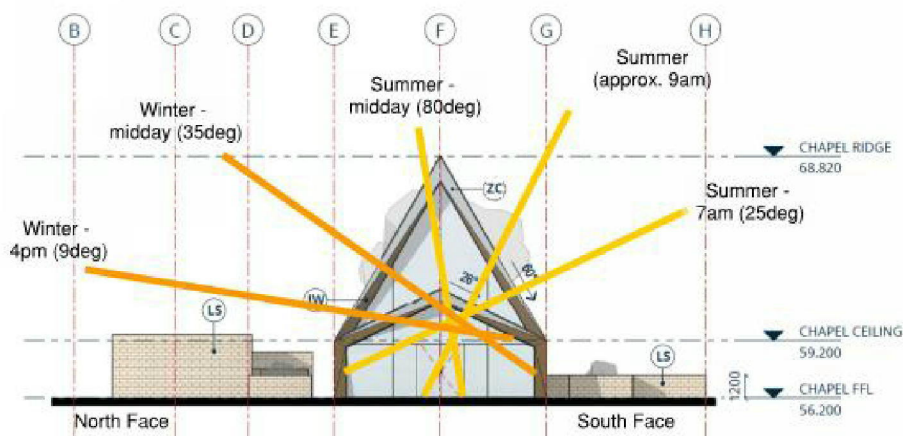 B C D E F G H
Summer
(approx. 9am)
Summer -
midday (80deg)
Winter -
midday (35deg)
CHAPEL RIDGE
68.820
ZC
Summer -
7am (25deg)
Winter -
4pm (9deg)
28°
60°
IW
LS
CHAPEL CEILING
59.200
LS
1200
CHAPEL FFL
56.200
North Face
South Face